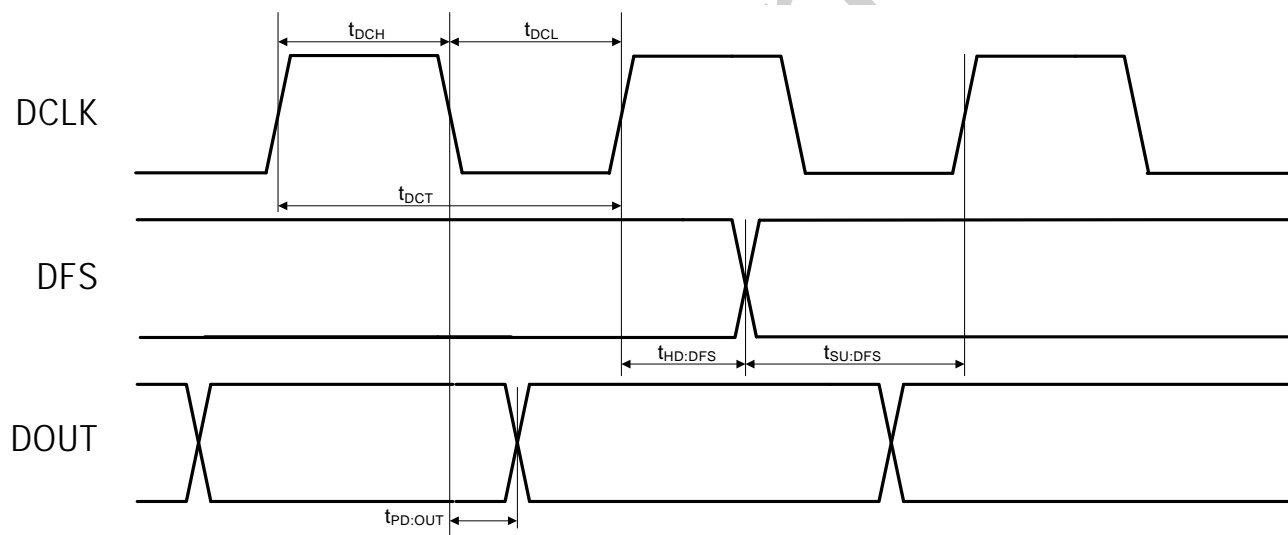 tDCH
tDCL
DCLK
tDCT
DFS
tHD:DFS
tSU:DFS
DOUT
tPD:OUT